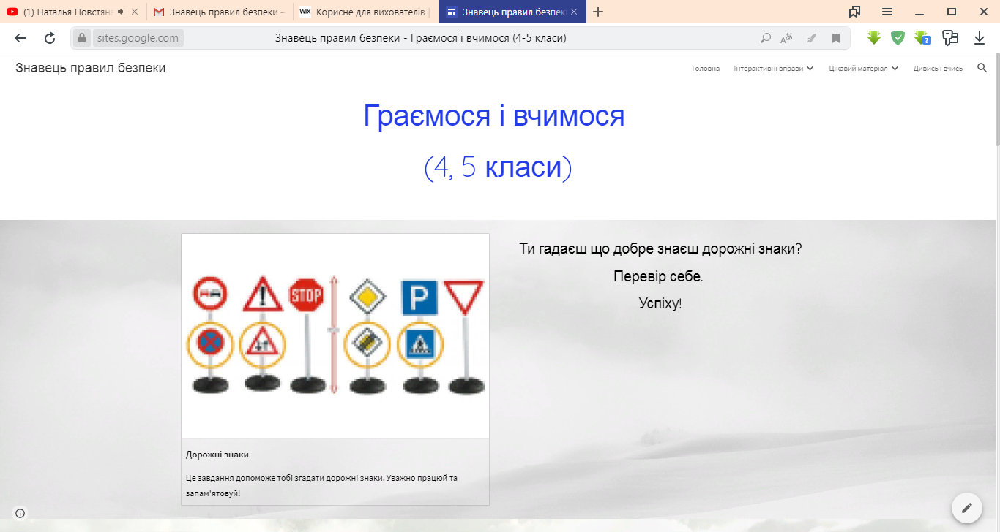 (1) Наталья Повстян
Знавець правил безпеки –
WIX Корисне для вихователів |
Знавець правил безпеки
sites.google.com
Знавець правил безпеки - Граємося і вчимося (4-5 класи)
Знавець правил безпеки
Головна
Інтерактивні вправи
Цікавий матеріал
Дивись і вчись
Граємося і вчимося
(4, 5 класи)
STOP
P
Ти гадаєш що добре знаєш дорожні знаки?
Перевір себе.
Успіху!
Дорожні знаки
Це завдання допоможе тобі згадати дорожні знаки. Уважно працюй та
запам'ятовуй!